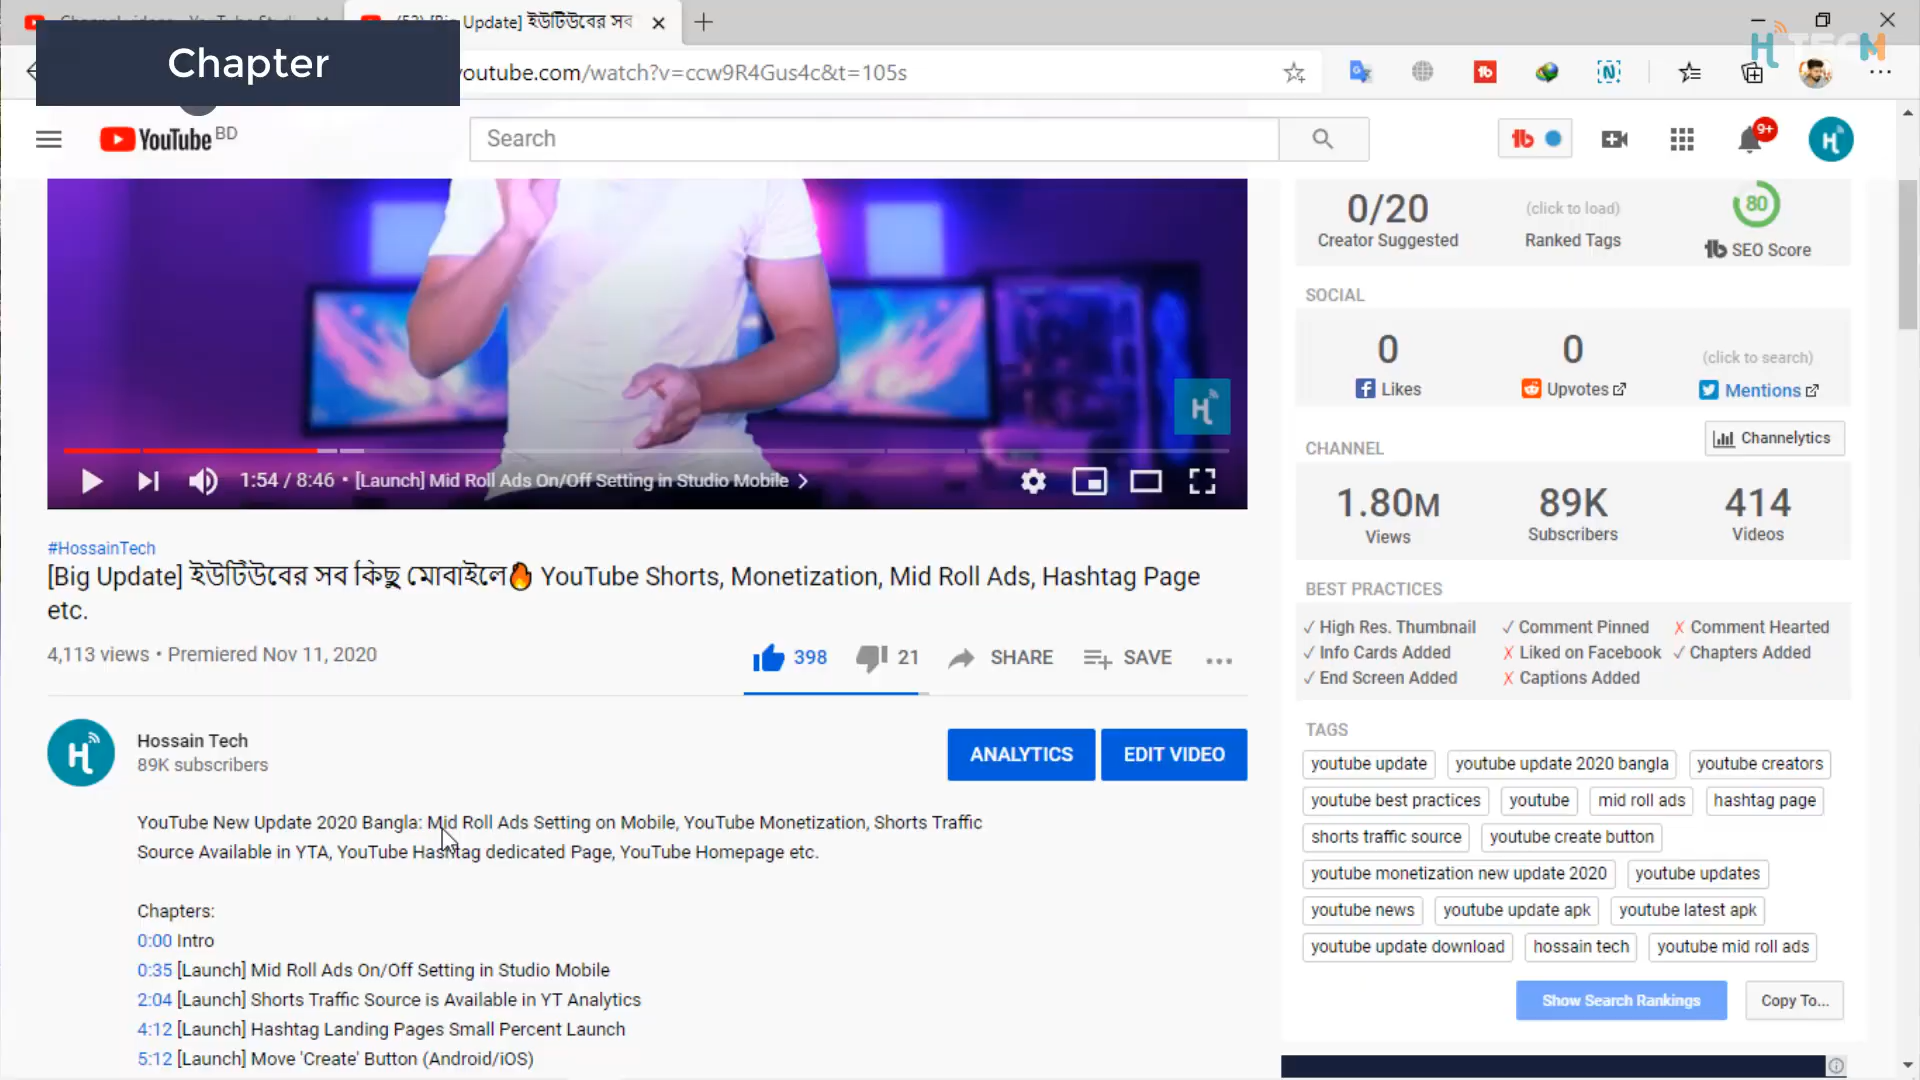 [Big Update] ইউটিউবের সব
Chapter
youtube.com/watch?v=ccw9R4Gus4c&t=105s
H TECH
YouTube BD
Search
9+
0/20
(click to load)
80
Creator Suggested
Ranked Tags
SEO Score
SOCIAL
0
0
(click to search)
Likes
Upvotes
Mentions
CHANNEL
Channelytics
1.80M
89K
414
Views
Subscribers
Videos
1:54 / 8:46 • [Launch] Mid Roll Ads On/Off Setting in Studio Mobile
#HossainTech
[Big Update] ইউটিউবের সব কিছু মোবাইলে🔥 YouTube Shorts, Monetization, Mid Roll Ads, Hashtag Page
etc.
4,113 views • Premiered Nov 11, 2020
398
21
SHARE
SAVE
BEST PRACTICES
✓ High Res. Thumbnail ✓ Comment Pinned ✗ Comment Hearted
✓ Info Cards Added ✗ Liked on Facebook ✓ Chapters Added
✓ End Screen Added ✗ Captions Added
Hossain Tech
89K subscribers
ANALYTICS
EDIT VIDEO
YouTube New Update 2020 Bangla: Mid Roll Ads Setting on Mobile, YouTube Monetization, Shorts Traffic
Source Available in YTA, YouTube Hashtag dedicated Page, YouTube Homepage etc.
Chapters:
0:00 Intro
0:35 [Launch] Mid Roll Ads On/Off Setting in Studio Mobile
2:04 [Launch] Shorts Traffic Source is Available in YT Analytics
4:12 [Launch] Hashtag Landing Pages Small Percent Launch
5:12 [Launch] Move 'Create' Button (Android/iOS)
TAGS
youtube update youtube update 2020 bangla youtube creators
youtube best practices youtube mid roll ads hashtag page
shorts traffic source youtube create button
youtube monetization new update 2020 youtube updates
youtube news youtube update apk youtube latest apk
youtube update download hossain tech youtube mid roll ads
Show Search Rankings
Copy To...